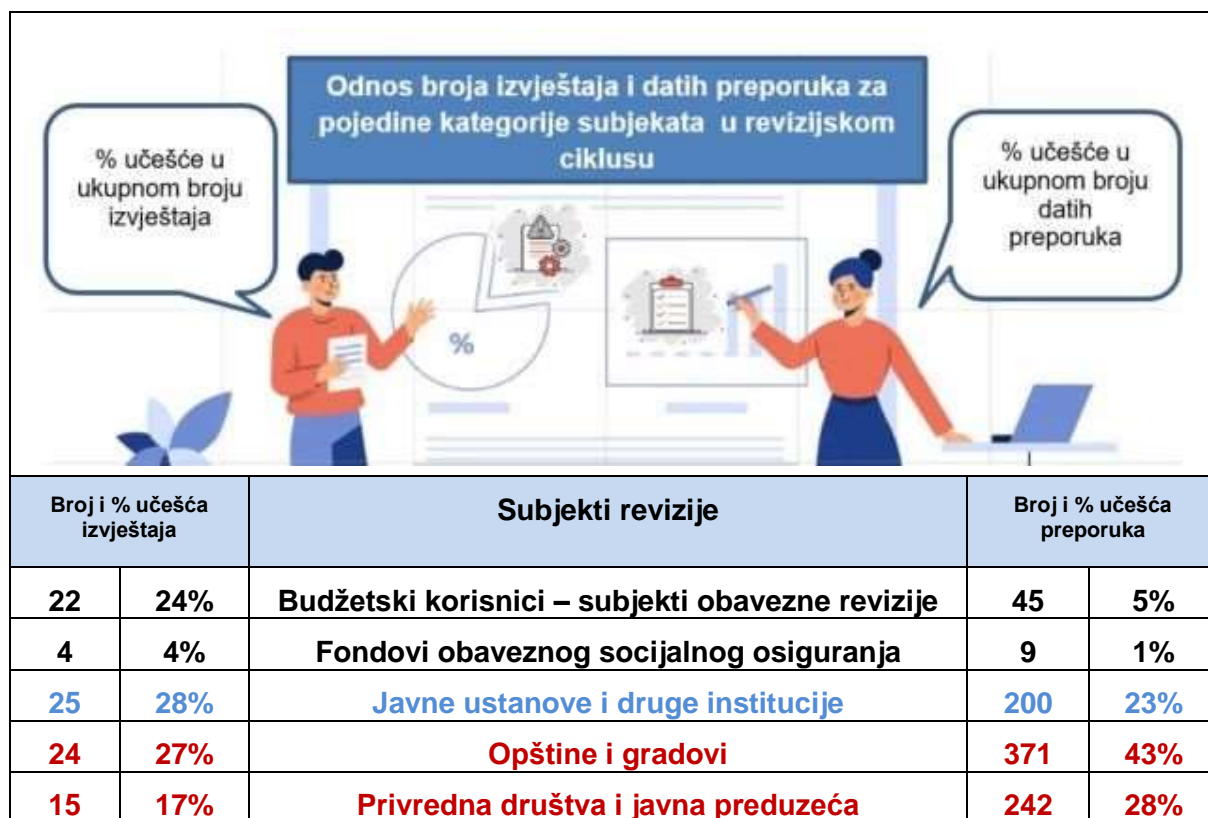 Odnos broja izvještaja i datih preporuka za
pojedine kategorije subjekata u revizijskom
ciklusu
% učešće u
ukupnom broju
izvještaja
% učešće u
ukupnom broju
datih
preporuka
%
Broj i % učešća
izvještaja
Subjekti revizije
Broj i % učešća
preporuka
22 24% Budžetski korisnici – subjekti obavezne revizije 45 5%
4 4% Fondovi obaveznog socijalnog osiguranja 9 1%
25 28% Javne ustanove i druge institucije 200 23%
24 27% Opštine i gradovi 371 43%
15 17% Privredna društva i javna preduzeća 242 28%